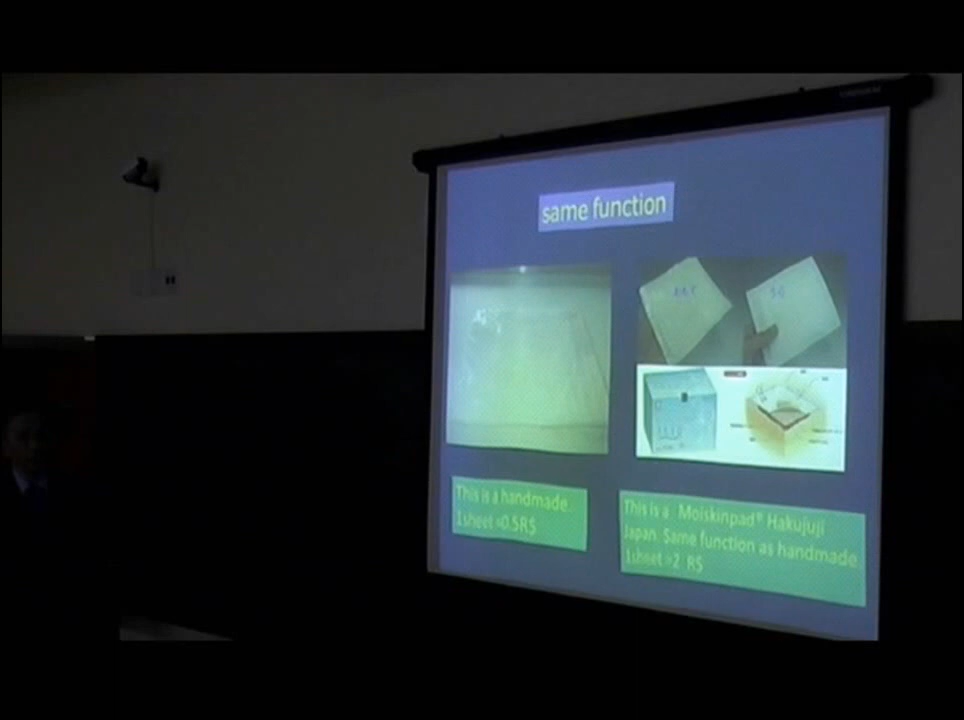 same function
This is a handmade.
1sheet =0.5R$
This is a Moiskinpad® Hakujuji
Japan. Same function as handmade
1sheet =2 R$